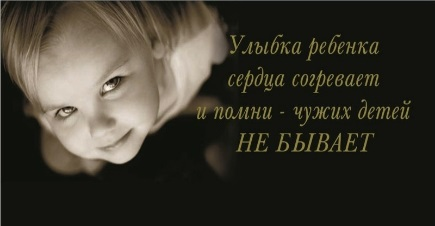 Улыбка ребенка
сердца согревает
и помни - чужих детей
НЕ БЫВАЕТ